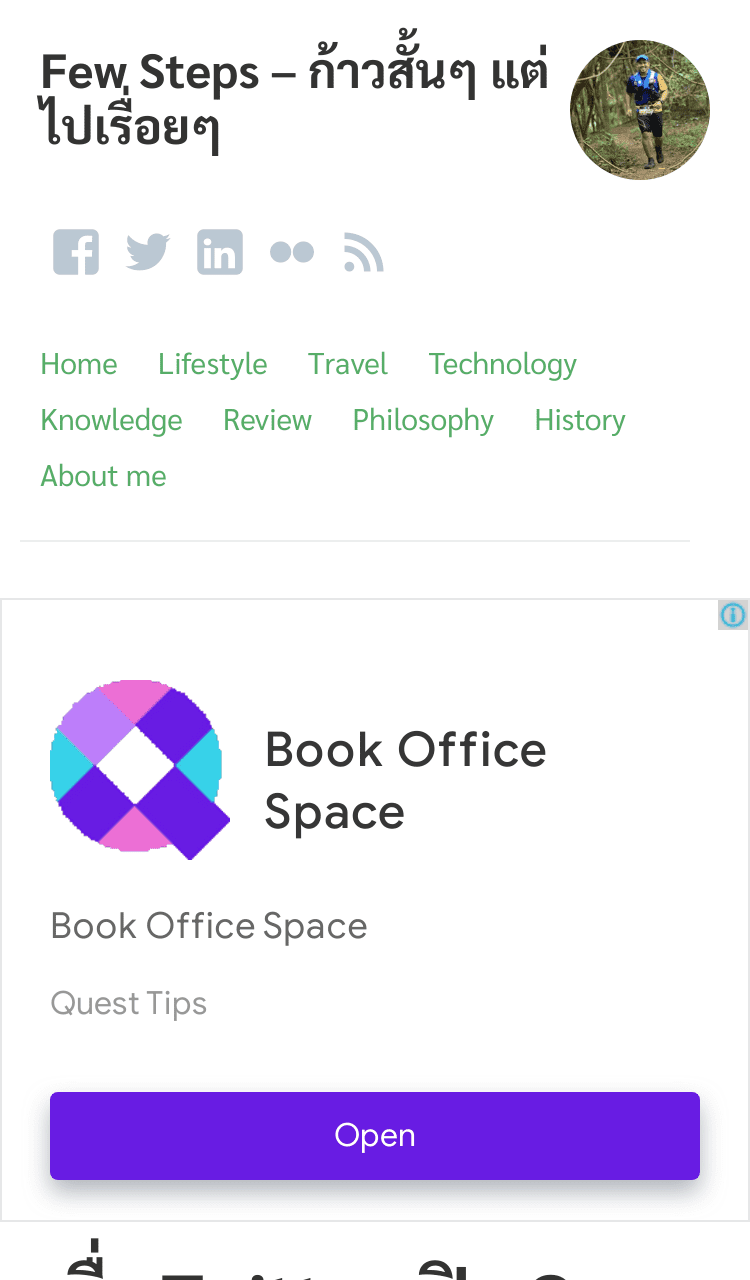 Few Steps – ก้าวสั้นๆ แต่
ไปเรื่อยๆ
Home Lifestyle Travel Technology
Knowledge Review Philosophy History
About me
Book Office
Space
Book Office Space
Quest Tips
Open